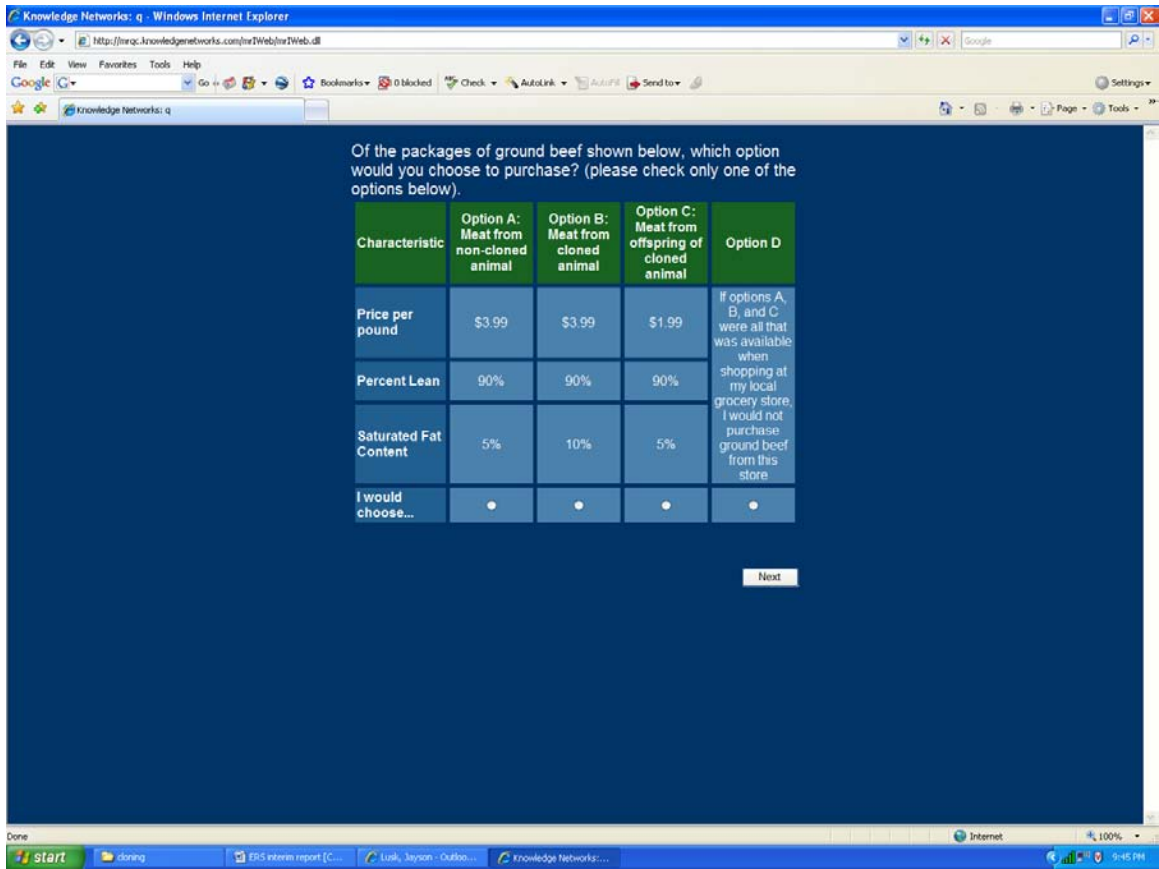 Knowledge Networks: q - Windows Internet Explorer
http://mrqc.knowledgenetworks.com/mrIWeb/mrIWeb.dll
Google
File Edit View Favorites Tools Help
Google G Go Bookmarks 0 blocked Check AutoLink AutoFill Send to Settings
Knowledge Networks: q Page Tools
Of the packages of ground beef shown below, which option
would you choose to purchase? (please check only one of the
options below).
Characteristic
Option A:
Meat from
non-cloned
animal
Option B:
Meat from
cloned
animal
Option C:
Meat from
offspring of
cloned
animal
Option D
Price per
pound
$3.99
$3.99
$1.99
If options A,
B, and C
were all that
was available
when
shopping at
my local
grocery store,
I would not
purchase
ground beef
from this
store
Percent Lean
90%
90%
90%
Saturated Fat
Content
5%
10%
5%
I would
choose...
Next
Done Internet 100%
start cloning ERS interim report [C... Lusk, Jayson - Outloo... Knowledge Networks:... 9:45 PM